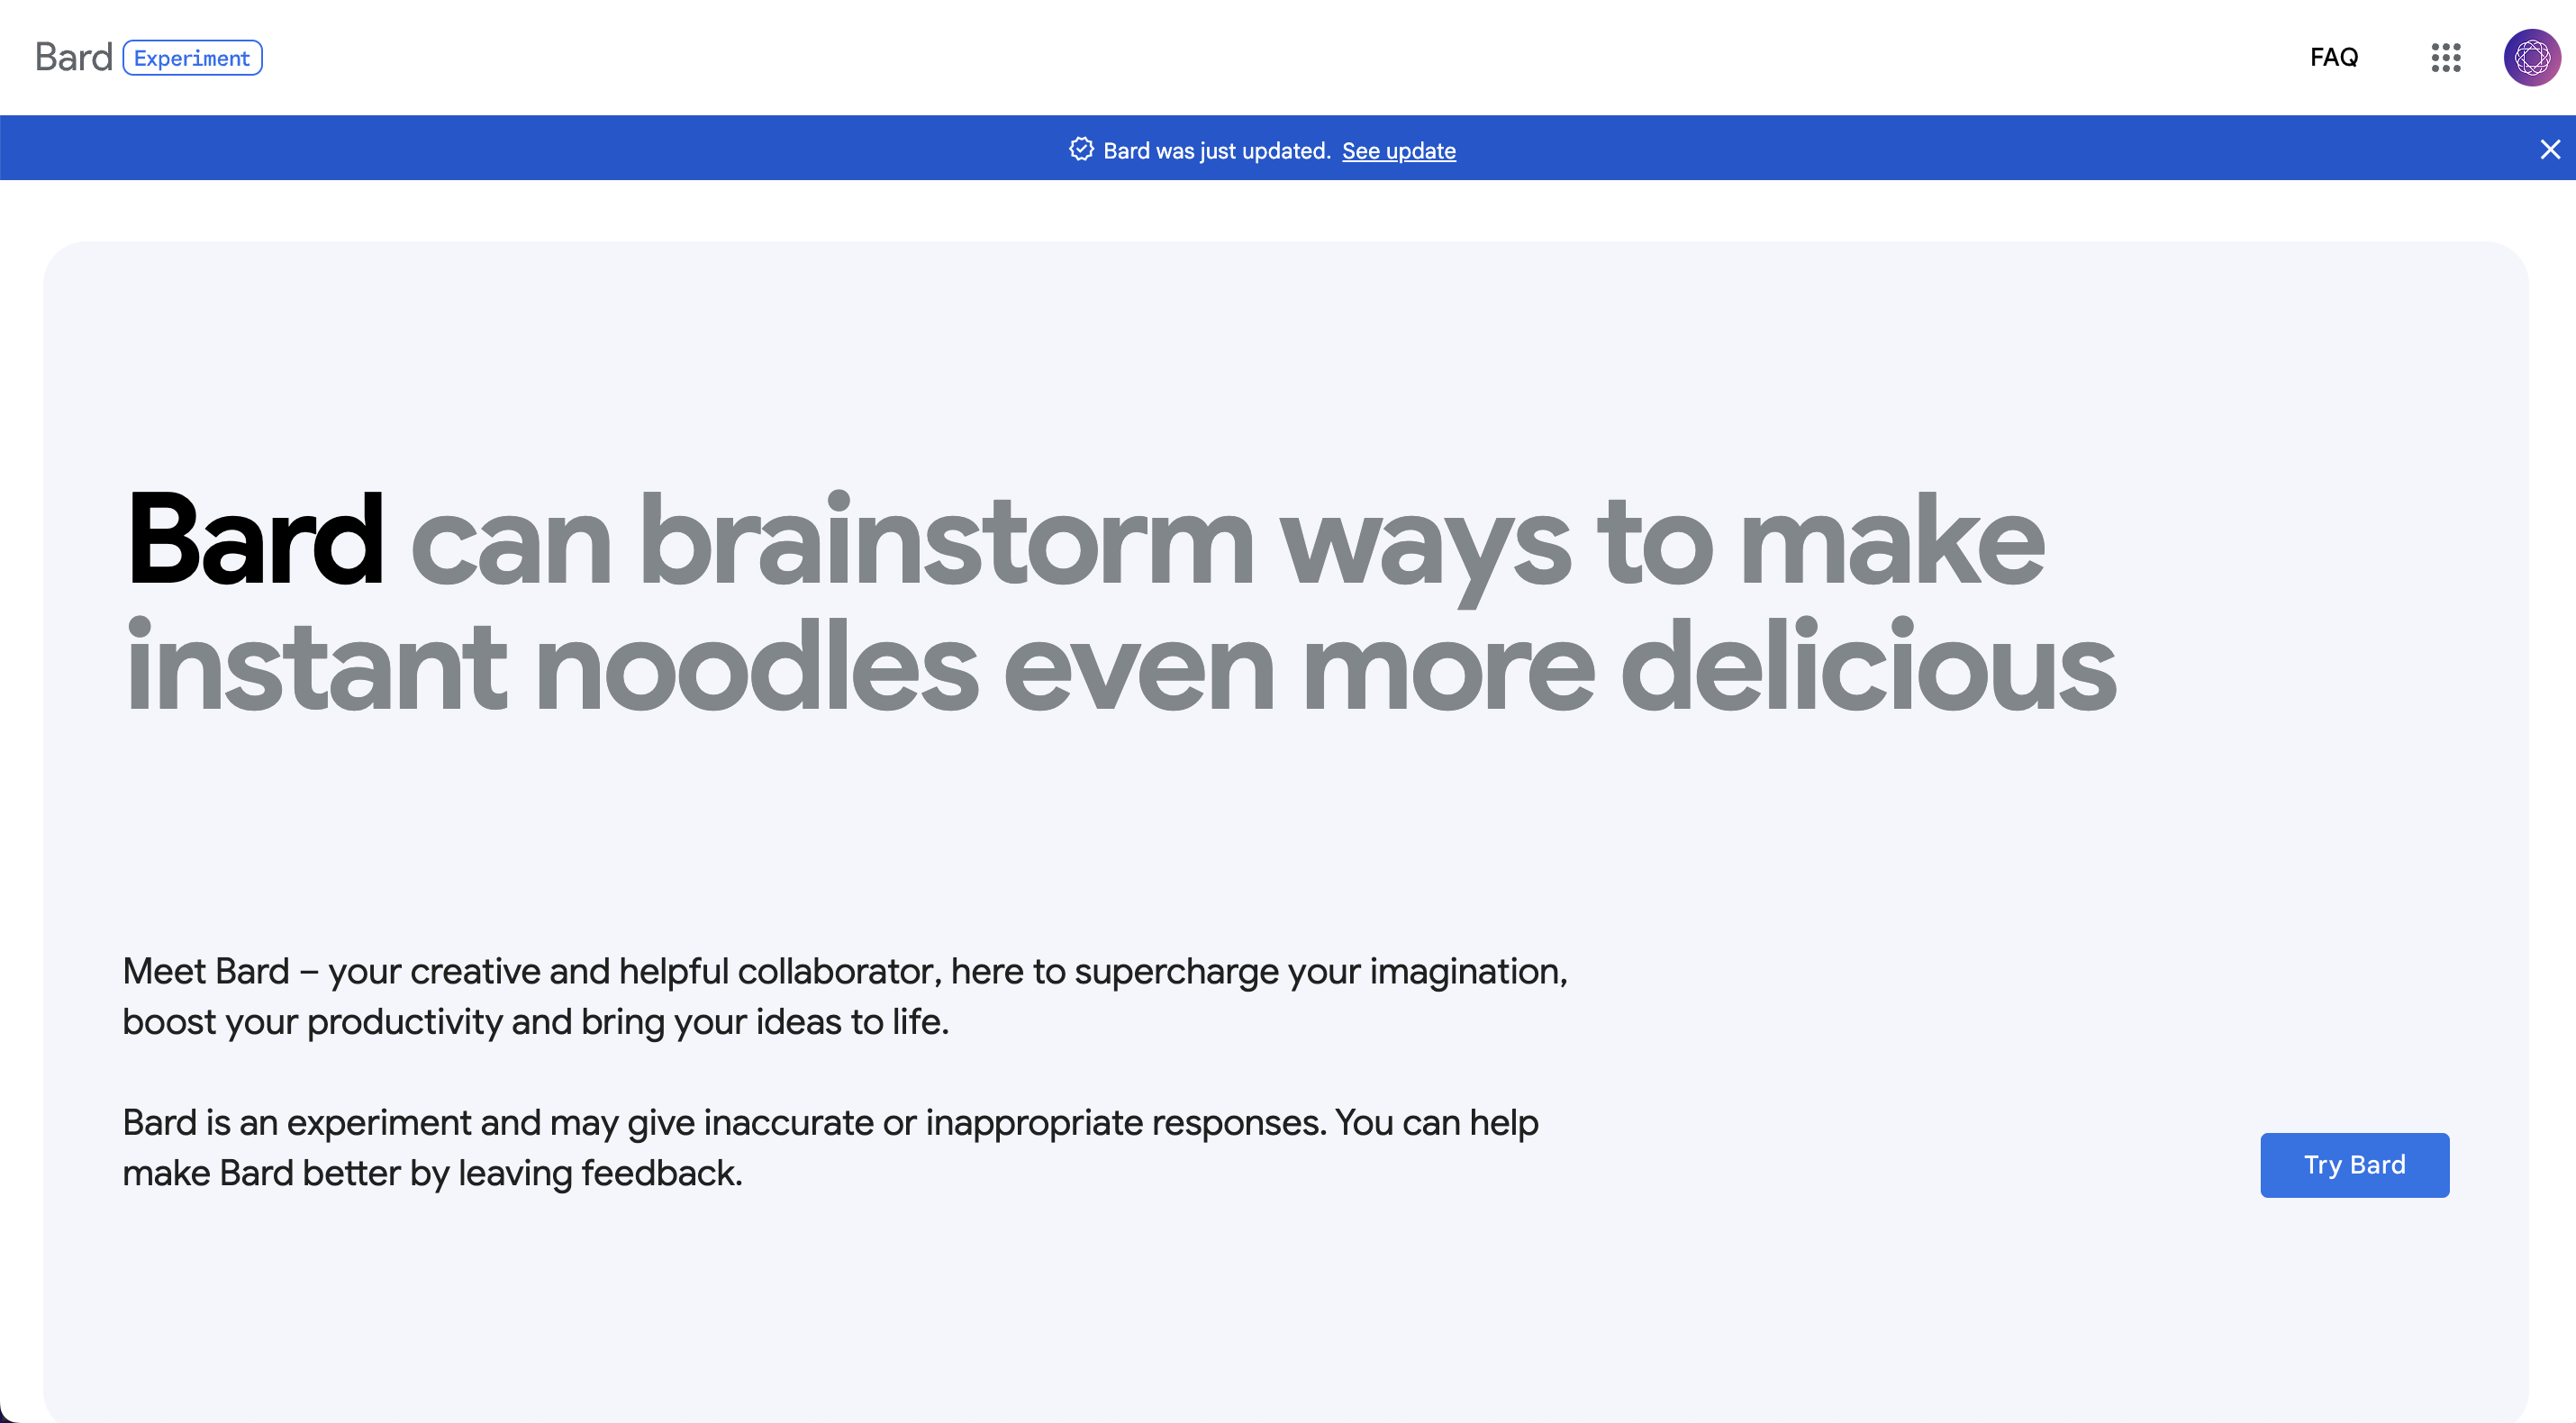 Bard Experiment
FAQ
Bard was just updated. See update
Bard can brainstorm ways to make
instant noodles even more delicious
Meet Bard – your creative and helpful collaborator, here to supercharge your imagination,
boost your productivity and bring your ideas to life.
Bard is an experiment and may give inaccurate or inappropriate responses. You can help
make Bard better by leaving feedback.
Try Bard